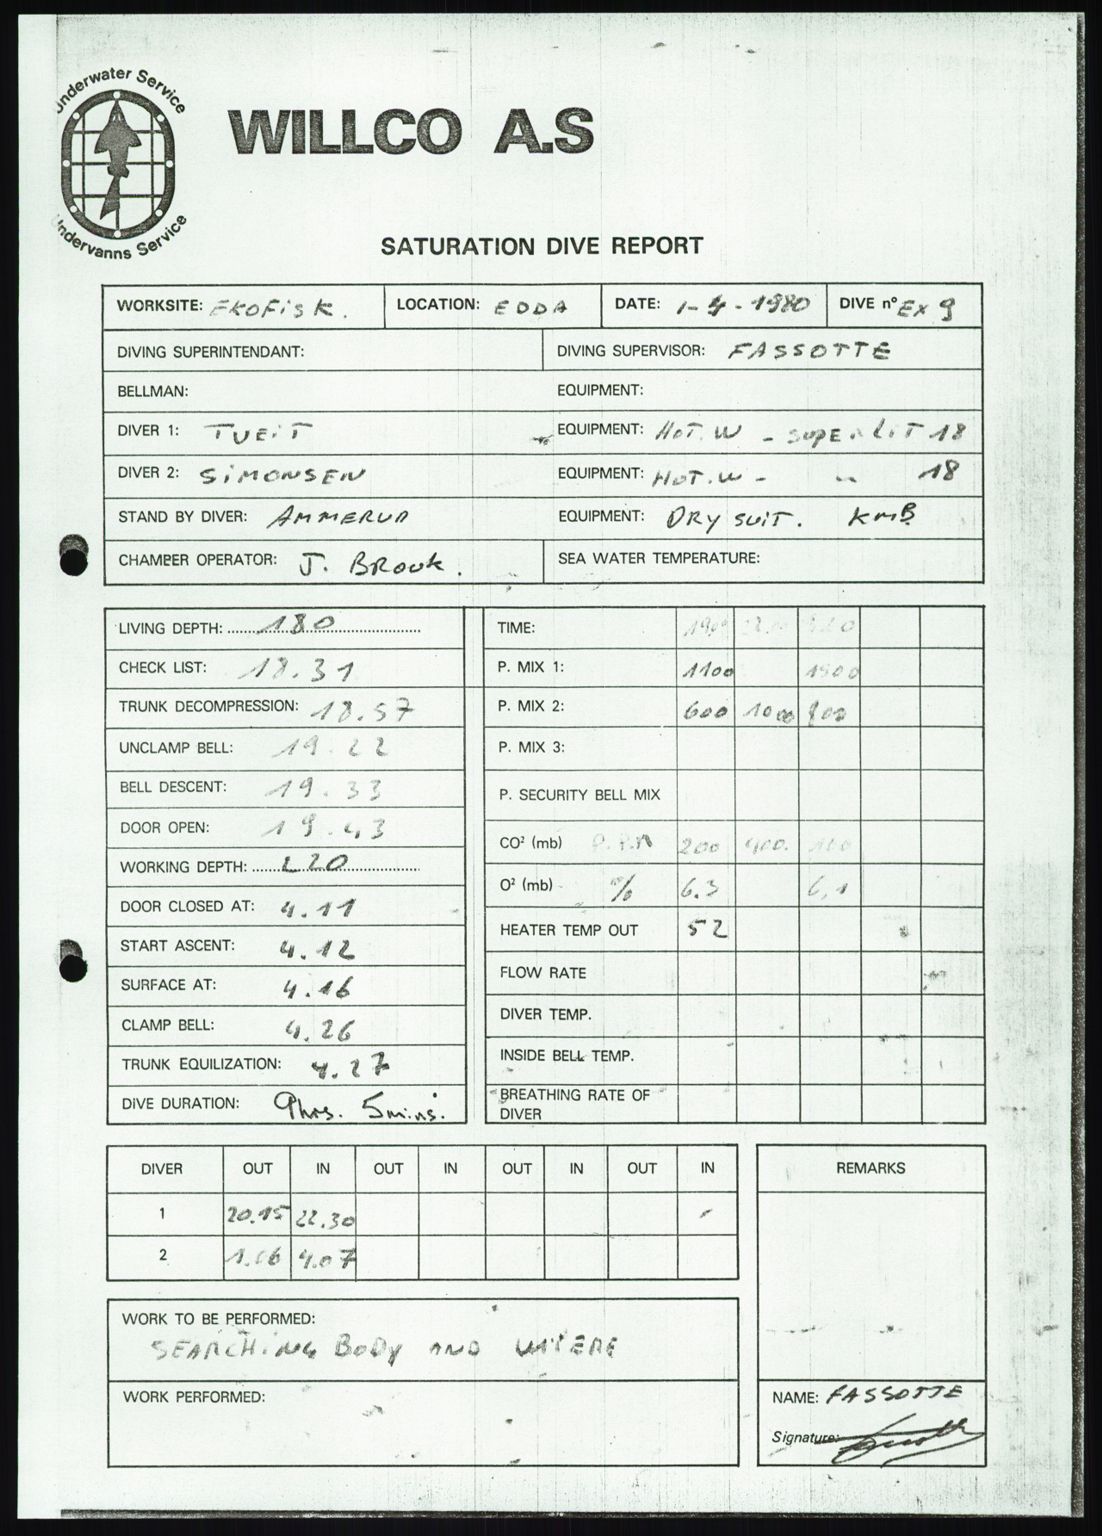 Underwater Service
WILLCO A.S
Undervanns Service
SATURATION DIVE REPORT
WORKSITE: EKOFiSK. LOCATION: EDDA DATE: 1-4-1980 DIVE n° Ex 9
DIVING SUPERINTENDANT: DIVING SUPERVISOR: FASSOTTE
BELLMAN: EQUIPMENT:
DIVER 1: TVEiT EQUIPMENT: HOT.W - SUPERLiT 18
DIVER 2: SiMONSEN EQUIPMENT: HOT.W - " 18
STAND BY DIVER: AMMERUD EQUIPMENT: DRY SUIT. KMB
CHAMBER OPERATOR: J. BROOK. SEA WATER TEMPERATURE:
LIVING DEPTH: 180 TIME:
CHECK LIST: 18.31 P. MIX 1: 1100
TRUNK DECOMPRESSION: 18.57 P. MIX 2: 600 1000 800
UNCLAMP BELL: 19.22 P. MIX 3:
BELL DESCENT: 19.33 P. SECURITY BELL MIX
DOOR OPEN: 19.43 CO² (mb) P.P.M 200 400.
WORKING DEPTH: 220 O² (mb) % 6.3 6,1
DOOR CLOSED AT: 4.11 HEATER TEMP OUT 52
START ASCENT: 4.12 FLOW RATE
SURFACE AT: 4.16 DIVER TEMP.
CLAMP BELL: 4.26 INSIDE BELL TEMP.
TRUNK EQUILIZATION: 4.27 BREATHING RATE OF
DIVE DURATION: 9hrs. 5mins. DIVER
DIVER OUT IN OUT IN OUT IN OUT IN REMARKS
1 20.15 22.30
2 4.07
WORK TO BE PERFORMED:
SEARCHiNG BODY AND
WORK PERFORMED:
NAME: FASSOTTE
Signature: